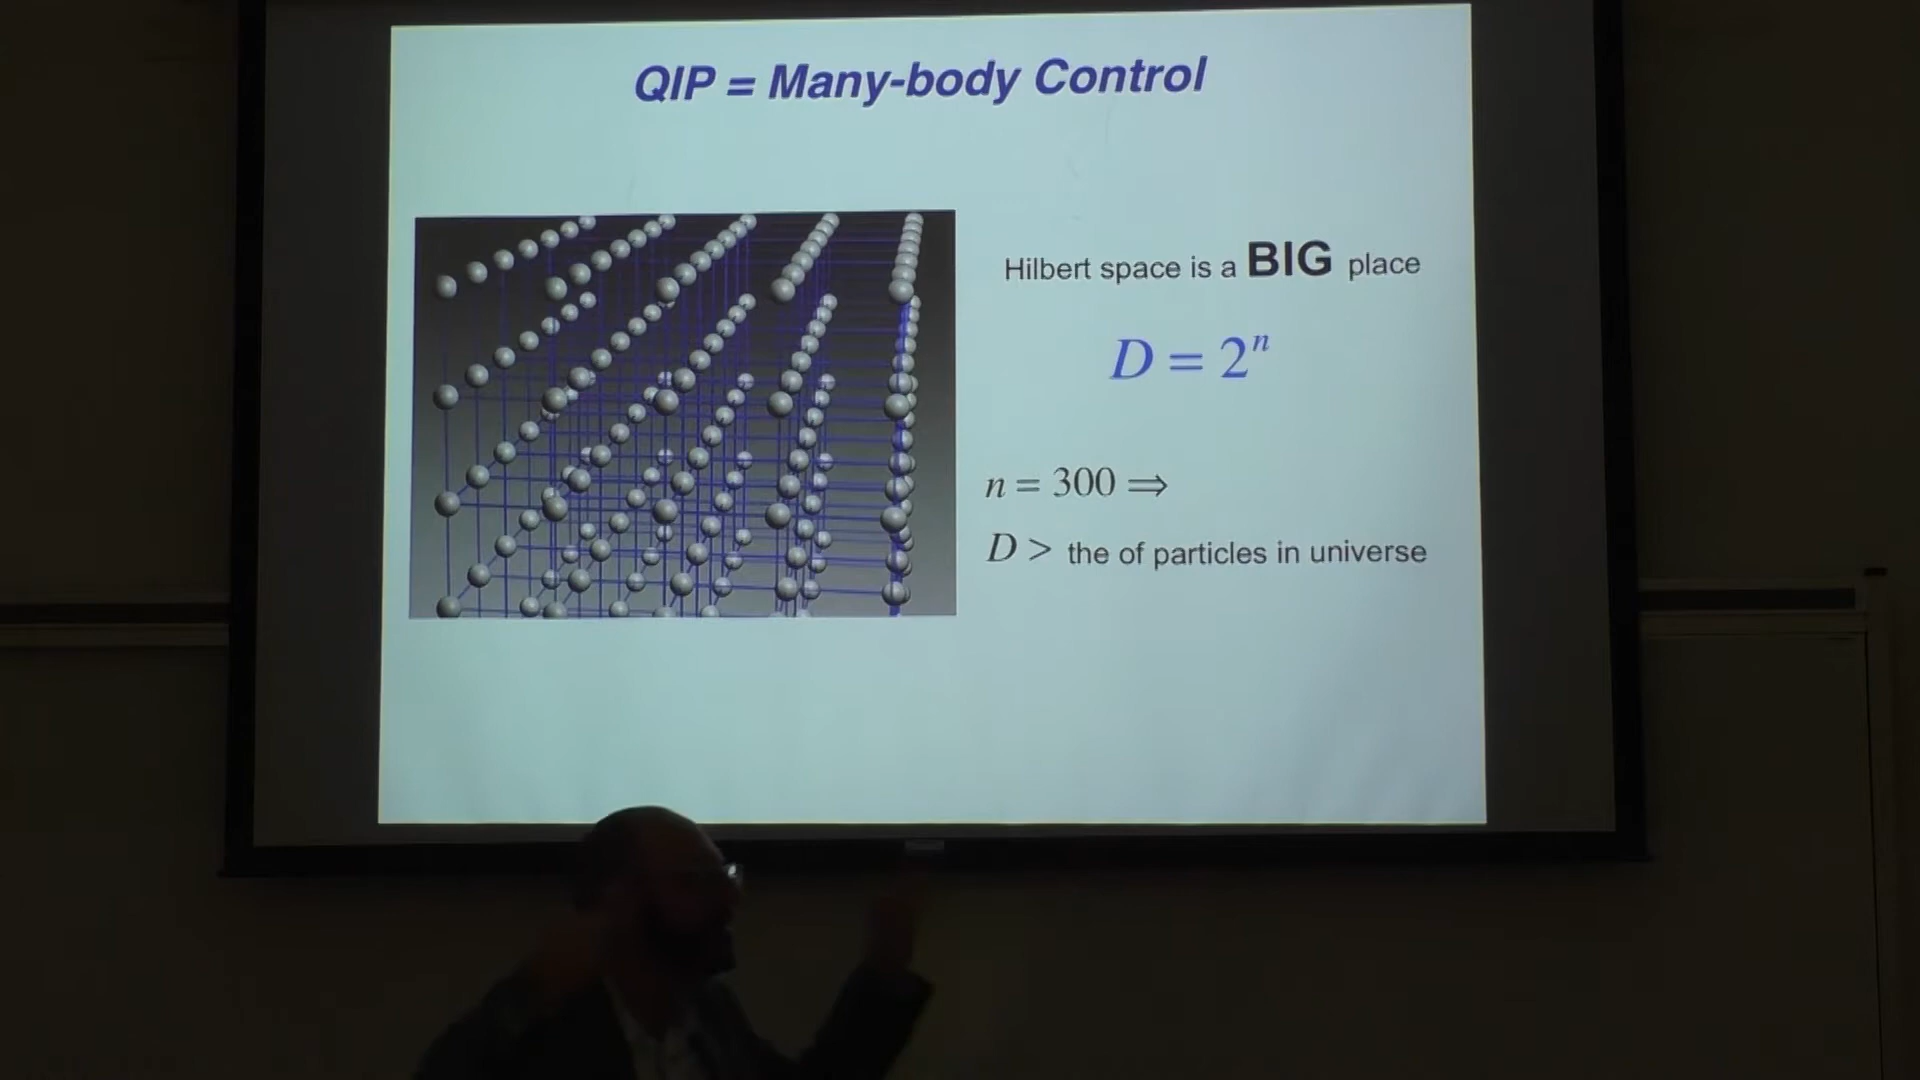 QIP = Many-body Control
Hilbert space is a BIG place
D = 2ⁿ
n = 300 ⇒
D > the of particles in universe